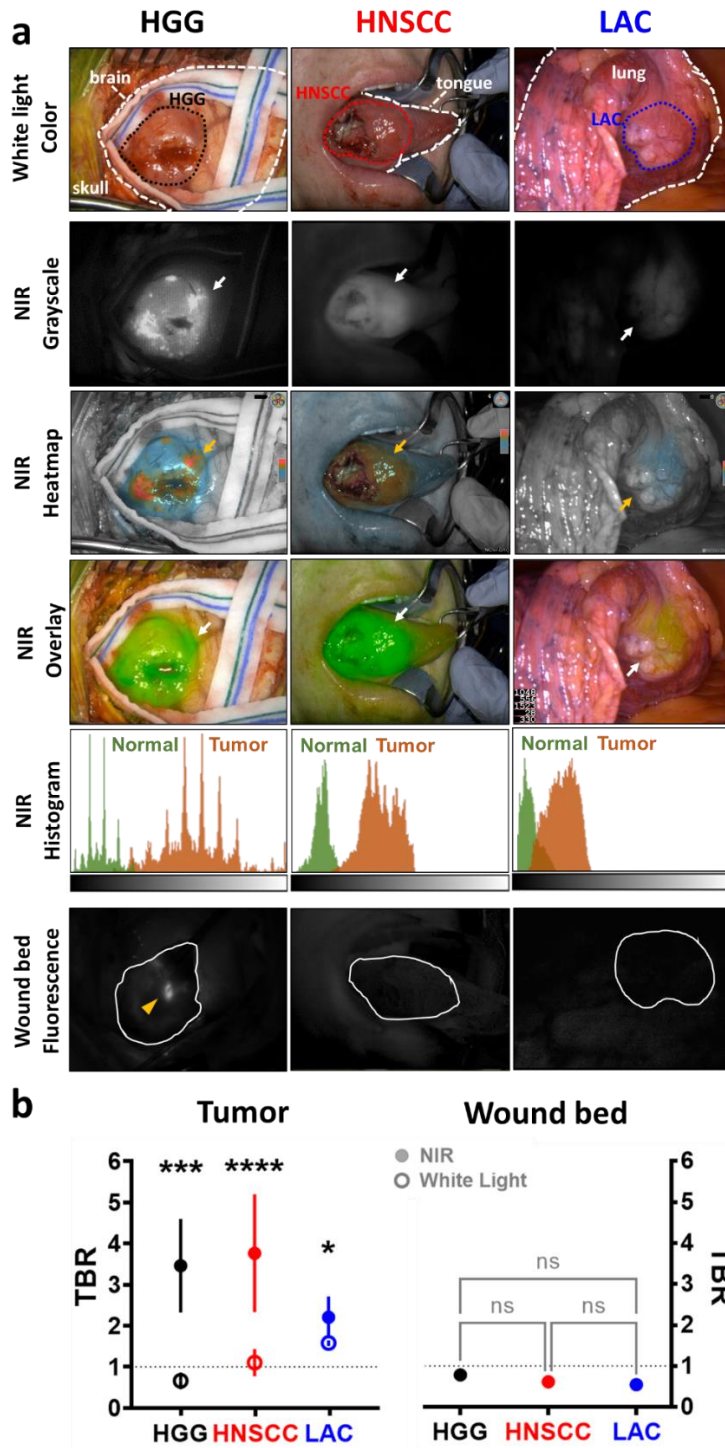 a
HGG
HNSCC
LAC
White light
Color
brain
HGG
skull
HNSCC
tongue
lung
LAC
NIR
Grayscale
NIR
Heatmap
NIR
Overlay
NIR
Histogram
Normal
Tumor
Normal
Tumor
Normal
Tumor
Wound bed
Fluorescence
b
Tumor
Wound bed
NIR
White Light
TBR
6
5
4
3
2
1
0
***
****
*
HGG
HNSCC
LAC
ns
ns
ns
6
5
4
3
2
1
0
TBR
HGG
HNSCC
LAC